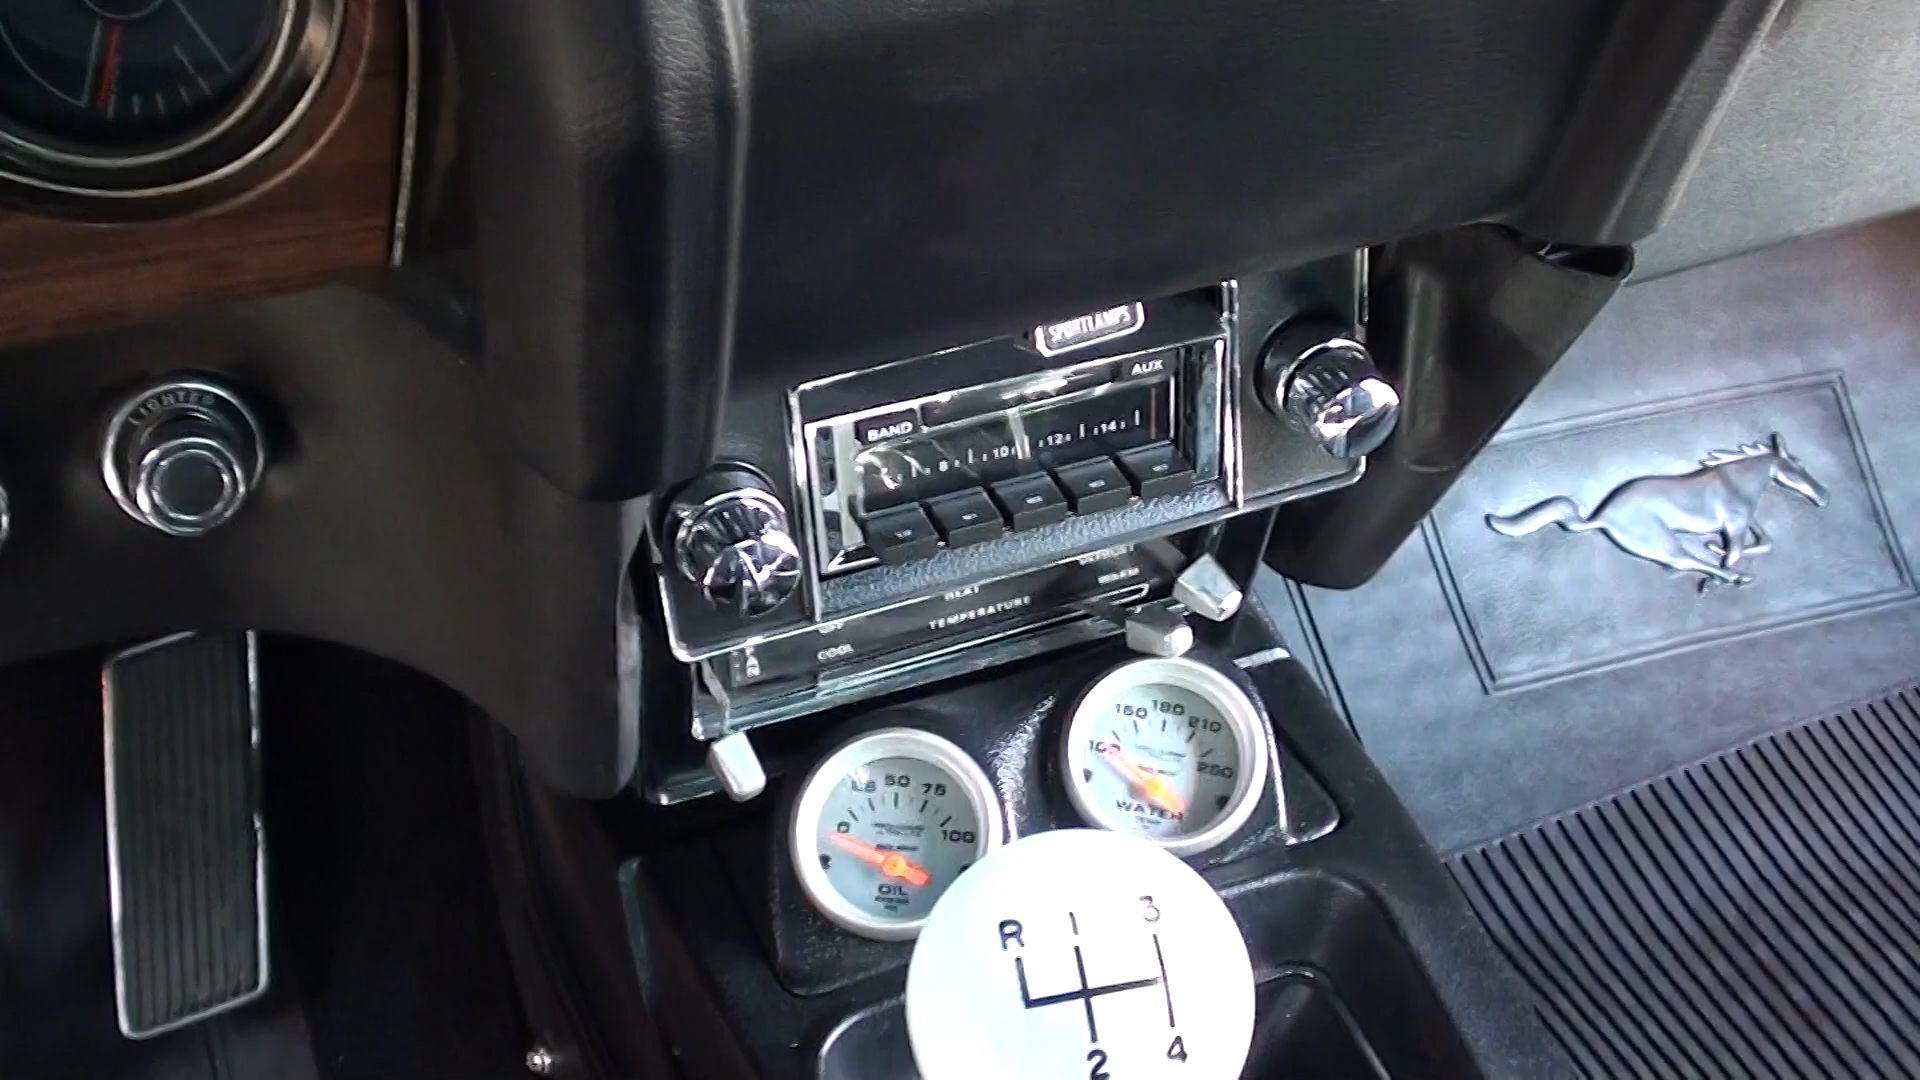 SPORTLAMPS
AUX
BAND
8 10 12 14
LIGHTER
HEAT
TEMPERATURE
COOL
150 180 210
100 250
WATER
50 75
0 100
OIL
R 1 3
2 4